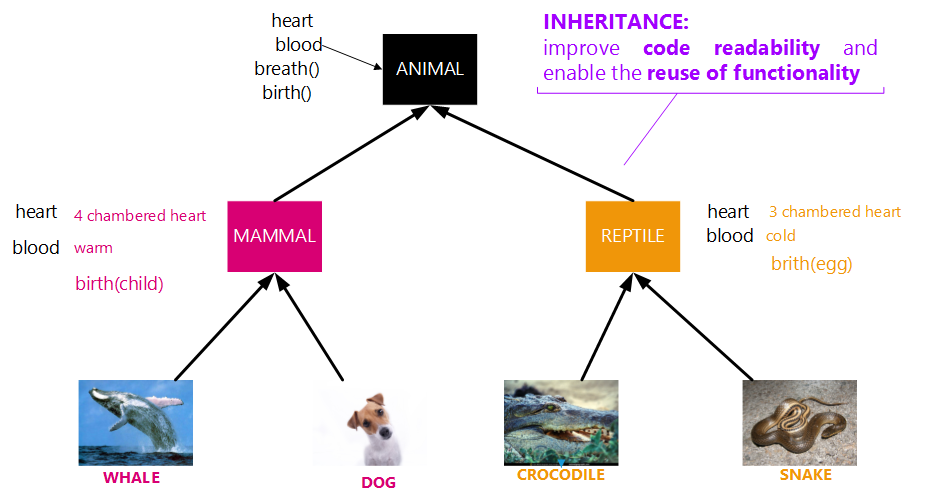 heart
blood
breath()
birth()
ANIMAL
INHERITANCE:
improve code readability and
enable the reuse of functionality
heart 4 chambered heart
blood warm
birth(child)
MAMMAL
REPTILE
heart 3 chambered heart
blood cold
brith(egg)
WHALE
DOG
CROCODILE
SNAKE